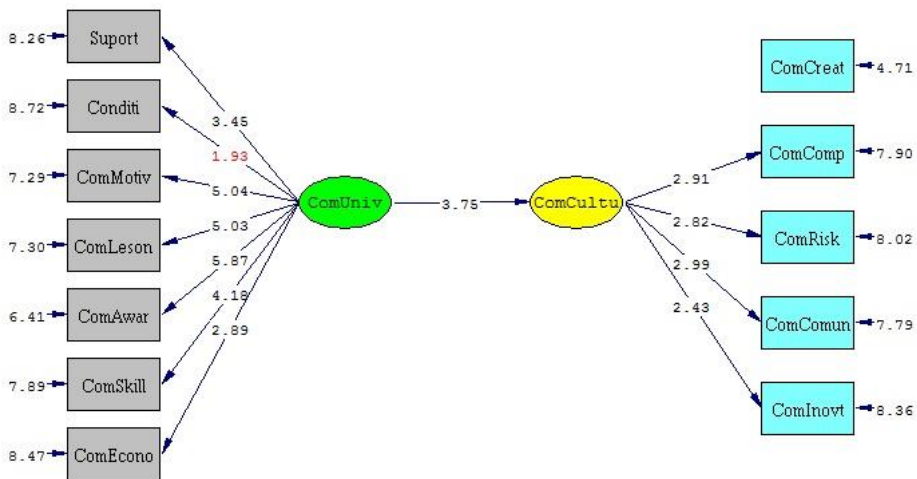 8.26 Suport
8.72 Conditi
7.29 ComMotiv
7.30 ComLeson
6.41 ComAwar
7.89 ComSkill
8.47 ComEcono
3.45
1.93
5.04
5.03
5.87
4.18
2.89
ComUniv
3.75
ComCultu
2.91
2.82
2.99
2.43
ComCreat 4.71
ComComp 7.90
ComRisk 8.02
ComComun 7.79
ComInovt 8.36